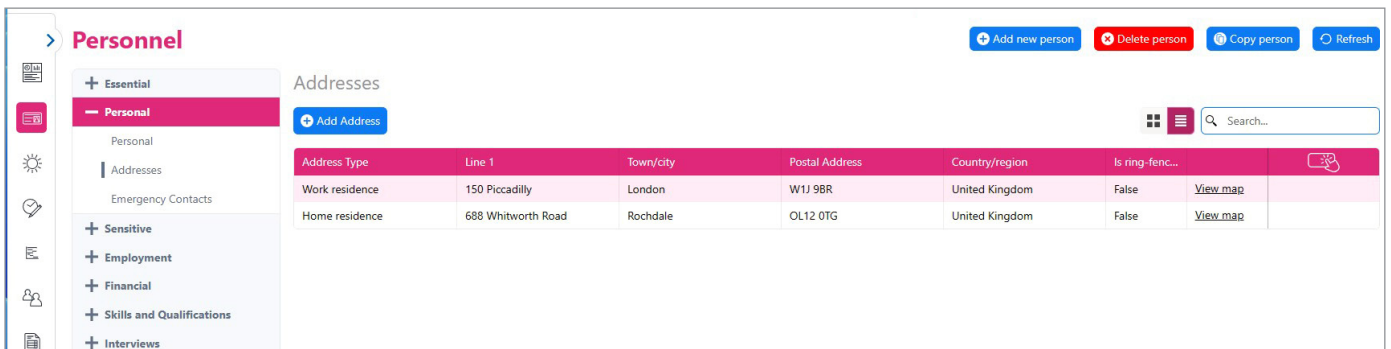 Personnel
Add new person Delete person Copy person Refresh
Essential
Personal
Personal
Addresses
Emergency Contacts
Sensitive
Employment
Financial
Skills and Qualifications
Interviews
Addresses
Add Address
Search...
Address Type Line 1 Town/city Postal Address Country/region Is ring-fenc...
Work residence 150 Piccadilly London W1J 9BR United Kingdom False View map
Home residence 688 Whitworth Road Rochdale OL12 0TG United Kingdom False View map